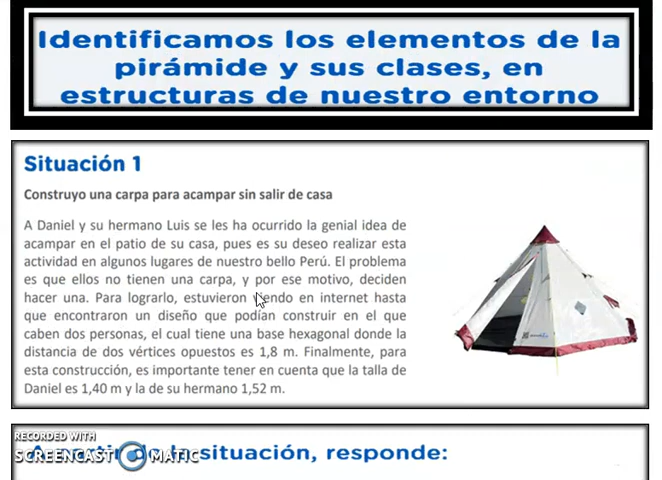 Identificamos los elementos de la
pirámide y sus clases, en
estructuras de nuestro entorno
Situación 1
Construyo una carpa para acampar sin salir de casa
A Daniel y su hermano Luis se les ha ocurrido la genial idea de
acampar en el patio de su casa, pues es su deseo realizar esta
actividad en algunos lugares de nuestro bello Perú. El problema
es que ellos no tienen una carpa, y por ese motivo, deciden
hacer una. Para lograrlo, estuvieron viendo en internet hasta
que encontraron un diseño que podían construir en el que
caben dos personas, el cual tiene una base hexagonal donde la
distancia de dos vértices opuestos es 1,8 m. Finalmente, para
esta construcción, es importante tener en cuenta que la talla de
Daniel es 1,40 m y la de su hermano 1,52 m.
RECORDED WITH
SCREENCAST MATIC
la situación, responde: